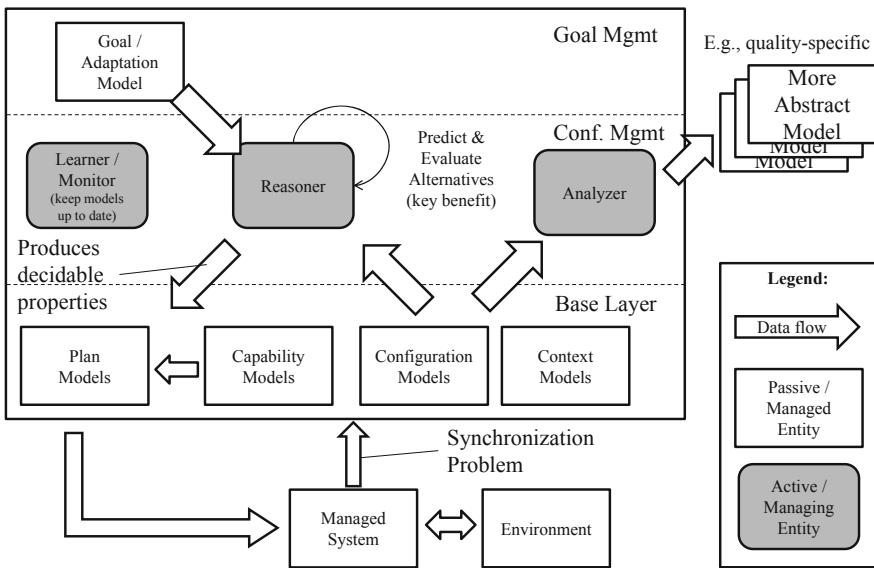 Goal Mgmt
Goal /
Adaptation
Model
E.g., quality-specific
More
Abstract
Model
Model
Model
Conf. Mgmt
Learner /
Monitor
(keep models
up to date)
Reasoner
Predict &
Evaluate
Alternatives
(key benefit)
Analyzer
Produces
decidable
properties
Base Layer
Plan
Models
Capability
Models
Configuration
Models
Context
Models
Synchronization
Problem
Managed
System
Environment
Legend:
Data flow
Passive /
Managed
Entity
Active /
Managing
Entity